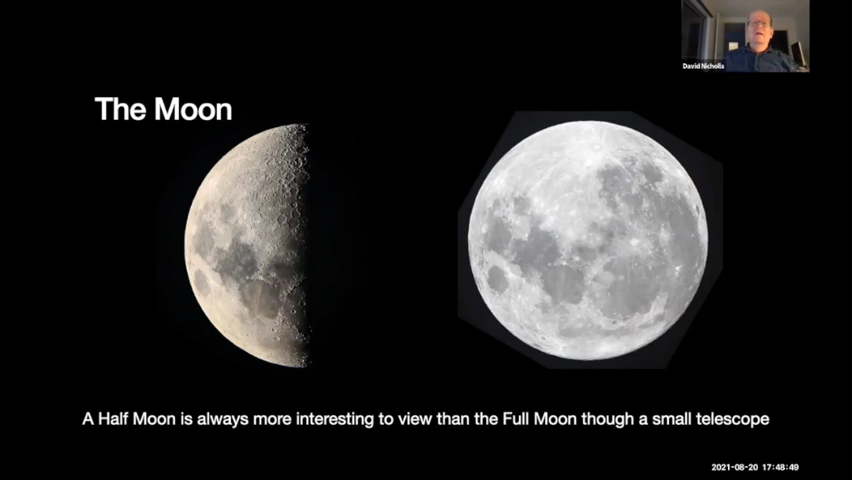 David Nicholls
The Moon
A Half Moon is always more interesting to view than the Full Moon though a small telescope
2021-08-20 17:48:49